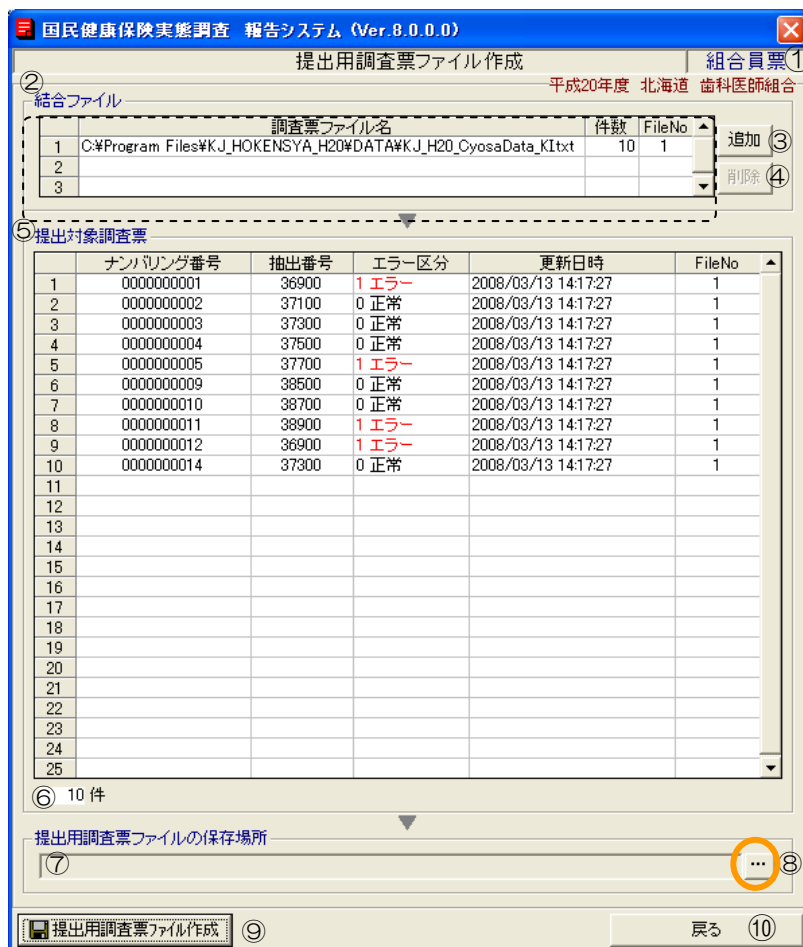 国民健康保険実態調査 報告システム (Ver.8.0.0.0)
提出用調査票ファイル作成 組合員票①
平成20年度 北海道 歯科医師組合
②
結合ファイル
調査票ファイル名 件数 FileNo
1 C:¥Program Files¥KJ_HOKENSYA_H20¥DATA¥KJ_H20_CyosaData_KItxt 10 1
2
3
追加 ③
削除 ④
⑤提出対象調査票
ナンバリング番号 抽出番号 エラー区分 更新日時 FileNo
1 0000000001 36900 1 エラー 2008/03/13 14:17:27 1
2 0000000002 37100 0 正常 2008/03/13 14:17:27 1
3 0000000003 37300 0 正常 2008/03/13 14:17:27 1
4 0000000004 37500 0 正常 2008/03/13 14:17:27 1
5 0000000005 37700 1 エラー 2008/03/13 14:17:27 1
6 0000000009 38500 0 正常 2008/03/13 14:17:27 1
7 0000000010 38700 0 正常 2008/03/13 14:17:27 1
8 0000000011 38900 1 エラー 2008/03/13 14:17:27 1
9 0000000012 36900 1 エラー 2008/03/13 14:17:27 1
10 0000000014 37300 0 正常 2008/03/13 14:17:27 1
11
12
13
14
15
16
17
18
19
20
21
22
23
24
25
⑥ 10 件
提出用調査票ファイルの保存場所
⑦ ... ⑧
提出用調査票ファイル作成 ⑨ 戻る ⑩